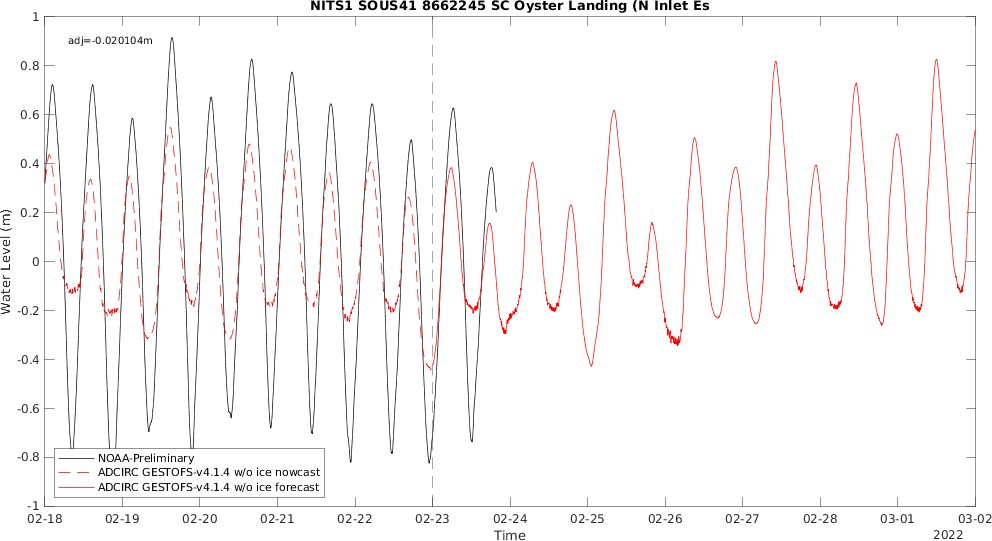 NITS1 SOUS41 8662245 SC Oyster Landing (N Inlet Es
adj=-0.020104m
Water Level (m)
1
0.8
0.6
0.4
0.2
0
-0.2
-0.4
-0.6
-0.8
-1
NOAA-Preliminary
ADCIRC GESTOFS-v4.1.4 w/o ice nowcast
ADCIRC GESTOFS-v4.1.4 w/o ice forecast
02-18 02-19 02-20 02-21 02-22 02-23 02-24 02-25 02-26 02-27 02-28 03-01 03-02
Time
2022